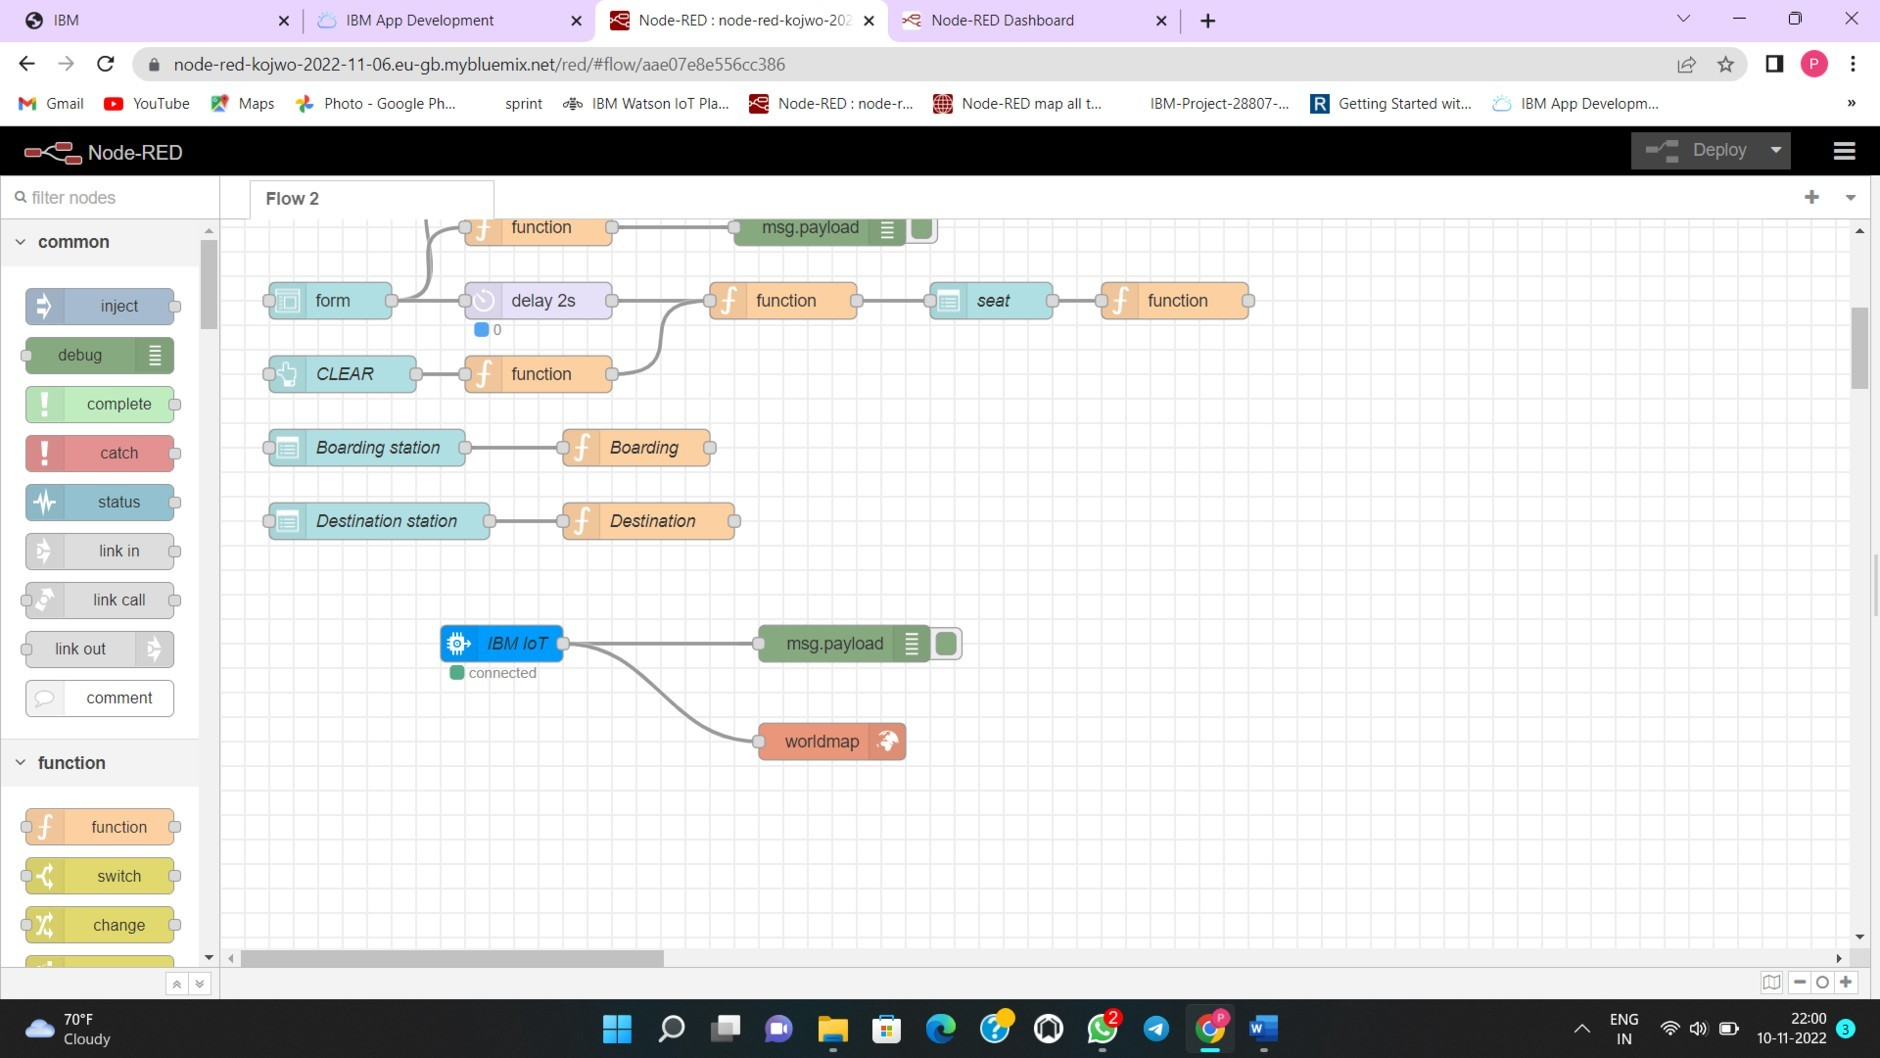 IBM
IBM App Development
Node-RED : node-red-kojwo-202
Node-RED Dashboard
node-red-kojwo-2022-11-06.eu-gb.mybluemix.net/red/#flow/aae07e8e556cc386
P
Gmail
YouTube
Maps
Photo - Google Ph...
sprint
IBM Watson IoT Pla...
Node-RED : node-r...
Node-RED map all t...
IBM-Project-28807-...
R
Getting Started wit...
IBM App Developm...
»
Node-RED
Deploy
filter nodes
Flow 2
common
inject
debug
complete
catch
status
link in
link call
link out
comment
function
function
switch
change
function
msg.payload
form
delay 2s
function
seat
function
0
CLEAR
function
Boarding station
Boarding
Destination station
Destination
IBM IoT
msg.payload
connected
worldmap
70°F
Cloudy
2
P
W
ENG
IN
22:00
10-11-2022
3